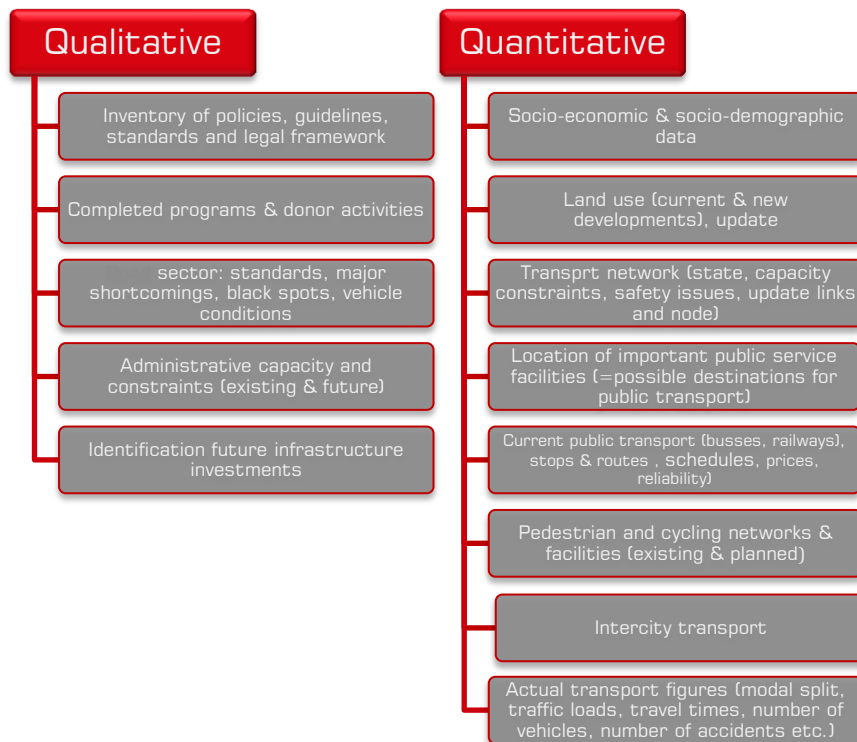 Qualitative
Inventory of policies, guidelines,
standards and legal framework
Completed programs & donor activities
sector: standards, major
shortcomings, black spots, vehicle
conditions
Administrative capacity and
constraints (existing & future)
Identification future infrastructure
investments
Quantitative
Socio-economic & socio-demographic
data
Land use (current & new
developments), update
Transprt network (state, capacity
constraints, safety issues, update links
and node)
Location of important public service
facilities (=possible destinations for
public transport)
Current public transport (busses, railways),
stops & routes , schedules, prices,
reliability)
Pedestrian and cycling networks &
facilities (existing & planned)
Intercity transport
Actual transport figures (modal split,
traffic loads, travel times, number of
vehicles, number of accidents etc.)